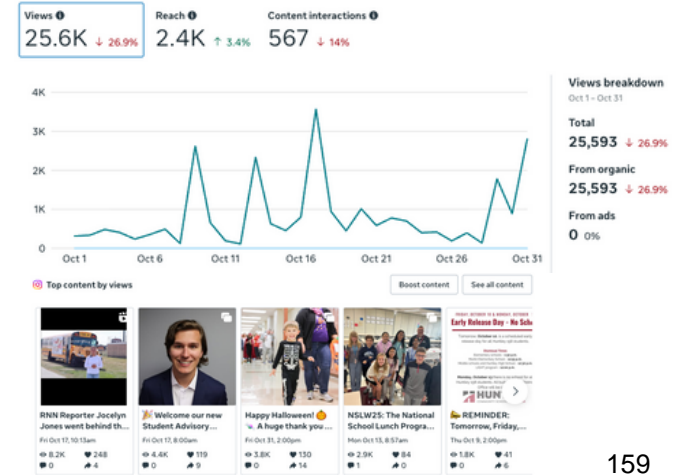 Views Reach Content interactions
25.6K ↓ 26.9% 2.4K ↑ 3.4% 567 ↓ 14%
4K
3K
2K
1K
0
Oct 1 Oct 6 Oct 11 Oct 16 Oct 21 Oct 26 Oct 31
Views breakdown
Oct 1 – Oct 31
Total
25,593 ↓ 26.9%
From organic
25,593 ↓ 26.9%
From ads
0 0%
Top content by views
Boost content See all content
RNN Reporter Jocelyn
Jones went behind th...
Fri Oct 17, 10:13am
8.2K 248
0 4
🎉 Welcome our new
Student Advisory...
Fri Oct 17, 8:00am
4.4K 119
0 9
Happy Halloween! 🎃
👻 A huge thank you ...
Fri Oct 31, 2:00pm
3.8K 130
0 14
NSLW25: The National
School Lunch Progra...
Mon Oct 13, 8:57am
2.9K 84
1 0
Early Release Day - No Scho
HUN
🚌 REMINDER:
Tomorrow, Friday,...
Thu Oct 9, 2:00pm
1.8K 41
0 6
159